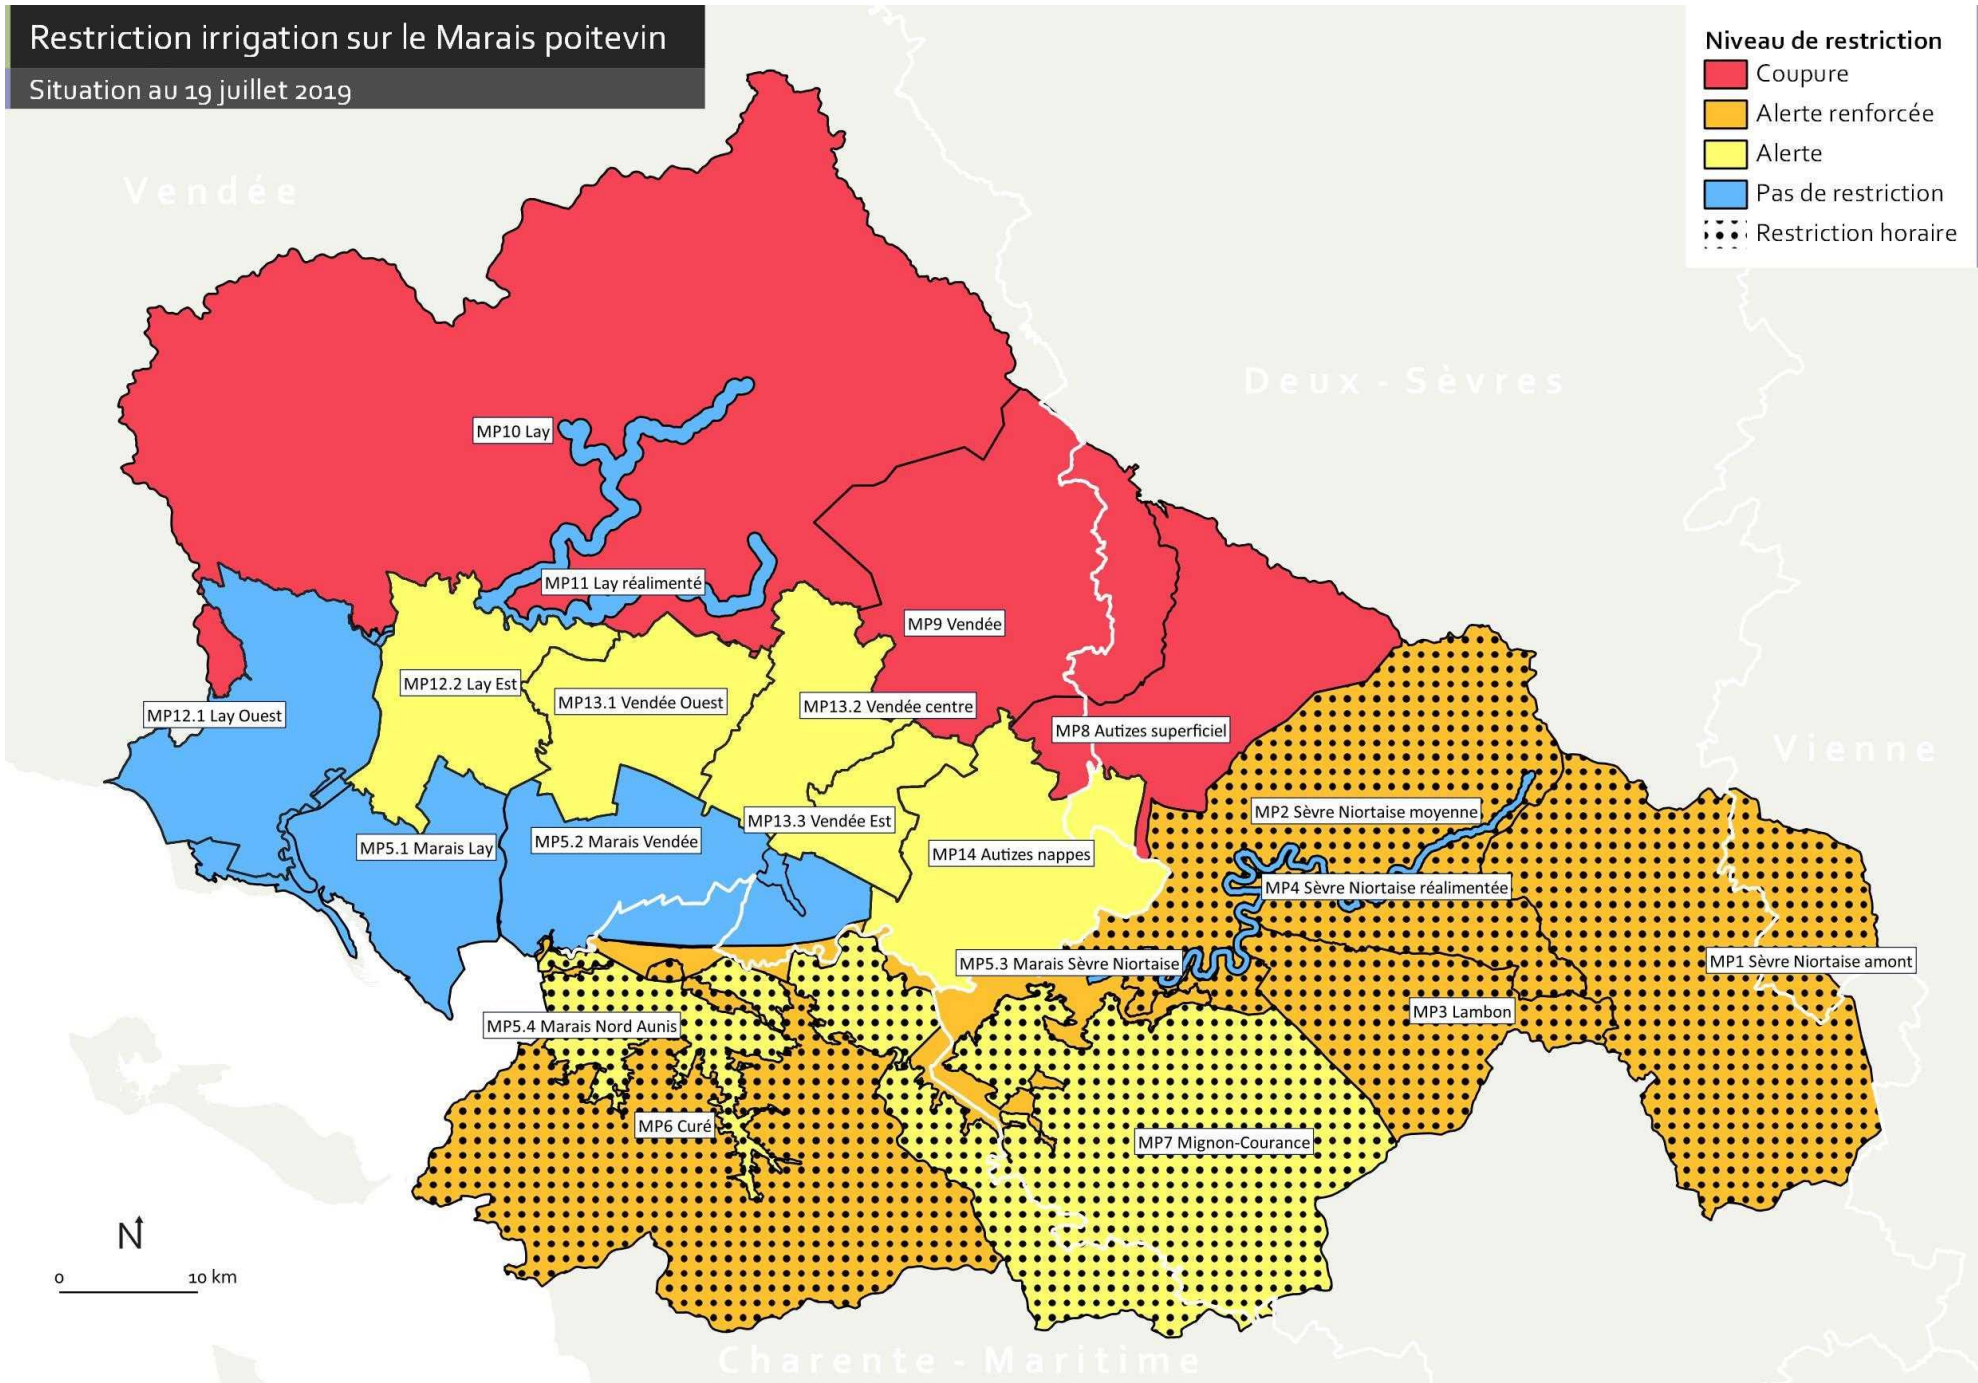 Restriction irrigation sur le Marais poitevin
Situation au 19 juillet 2019
Niveau de restriction
Coupure
Alerte renforcée
Alerte
Pas de restriction
Restriction horaire
Vendée
Deux - Sèvres
Vienne
Charente - Maritime
MP10 Lay
MP11 Lay réalimenté
MP9 Vendée
MP12.2 Lay Est
MP13.1 Vendée Ouest
MP13.2 Vendée centre
MP12.1 Lay Ouest
MP8 Autizes superficiel
MP2 Sèvre Niortaise moyenne
MP13.3 Vendée Est
MP5.1 Marais Lay
MP5.2 Marais Vendée
MP14 Autizes nappes
MP4 Sèvre Niortaise réalimentée
MP5.3 Marais Sèvre Niortaise
MP1 Sèvre Niortaise amont
MP3 Lambon
MP5.4 Marais Nord Aunis
MP6 Curé
MP7 Mignon-Courance
N
0 10 km